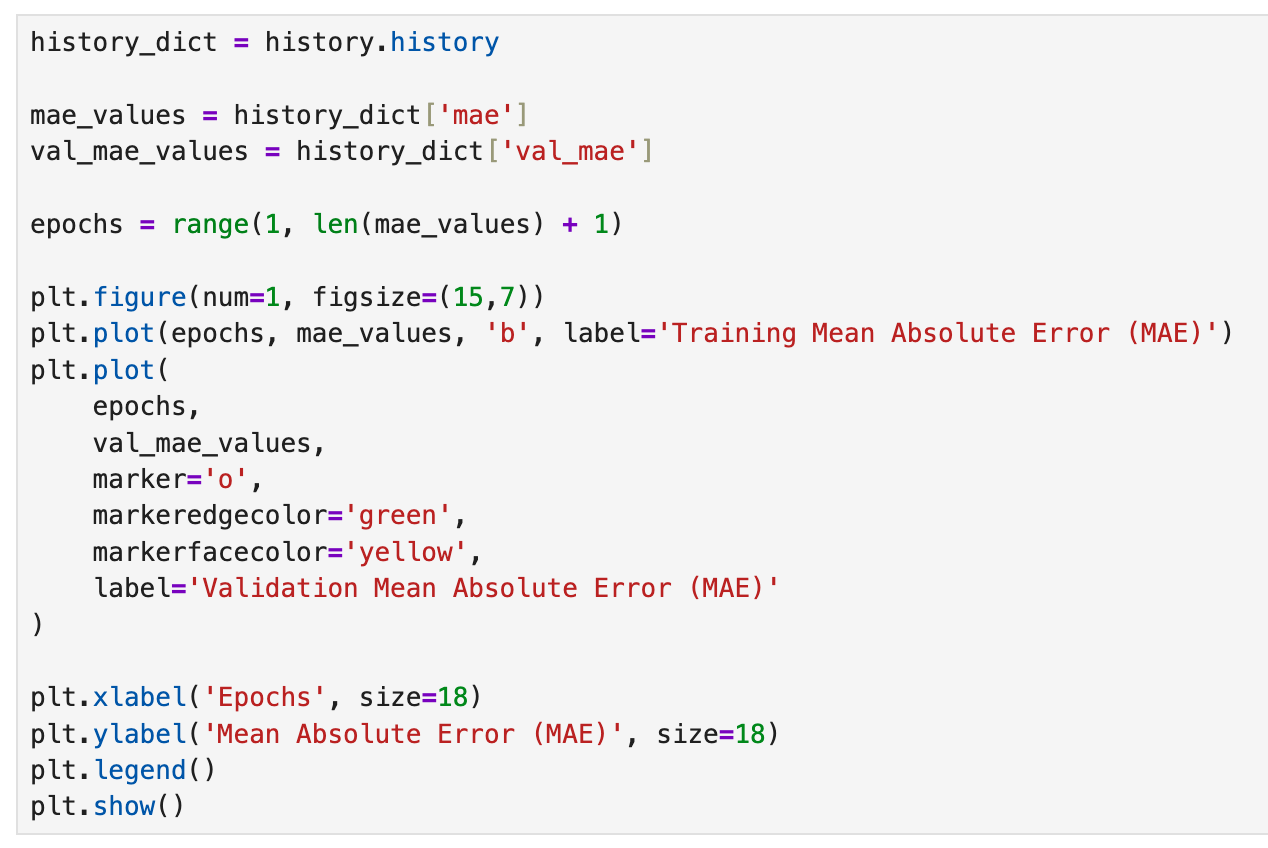 history_dict = history.history
mae_values = history_dict['mae']
val_mae_values = history_dict['val_mae']
epochs = range(1, len(mae_values) + 1)
plt.figure(num=1, figsize=(15,7))
plt.plot(epochs, mae_values, 'b', label='Training Mean Absolute Error (MAE)')
plt.plot(
    epochs,
    val_mae_values,
    marker='o',
    markeredgecolor='green',
    markerfacecolor='yellow',
    label='Validation Mean Absolute Error (MAE)'
)
plt.xlabel('Epochs', size=18)
plt.ylabel('Mean Absolute Error (MAE)', size=18)
plt.legend()
plt.show()